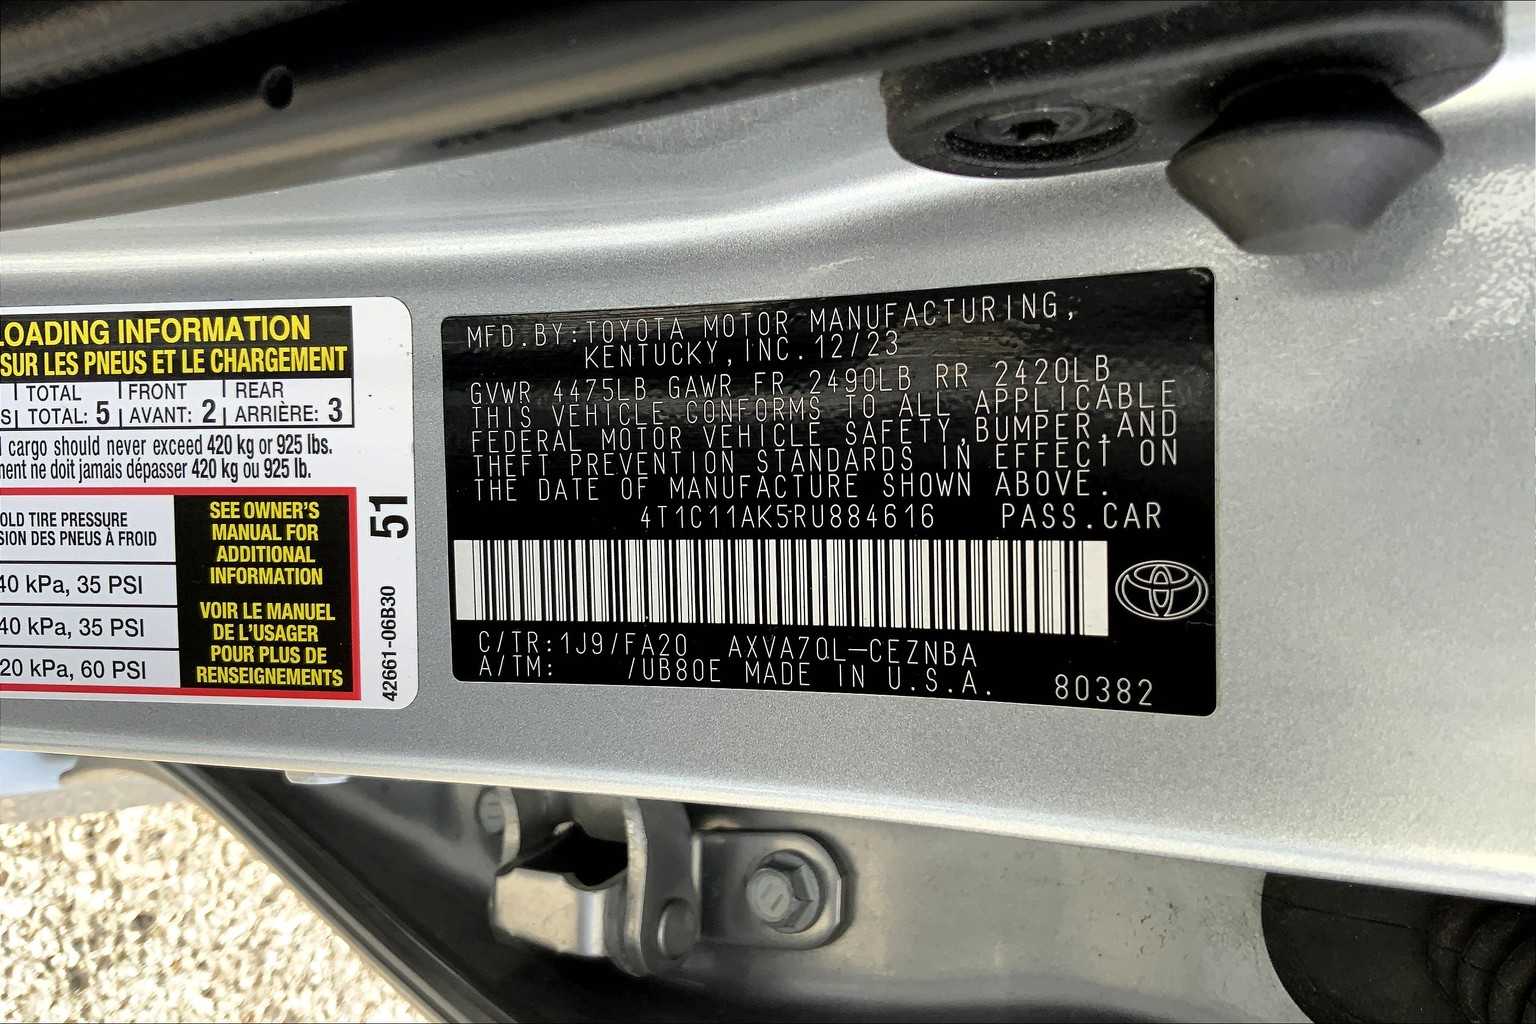 LOADING INFORMATION
SUR LES PNEUS ET LE CHARGEMENT
TOTAL FRONT REAR
TOTAL: 5 AVANT: 2 ARRIÈRE: 3
cargo should never exceed 420 kg or 925 lbs.
ne doit jamais dépasser 420 kg ou 925 lb.
TIRE PRESSURE
DES PNEUS À FROID
40 kPa, 35 PSI
40 kPa, 35 PSI
20 kPa, 60 PSI
SEE OWNER'S
MANUAL FOR
ADDITIONAL
INFORMATION
VOIR LE MANUEL
DE L'USAGER
POUR PLUS DE
RENSEIGNEMENTS
51
42661-06B30
MFD.BY:TOYOTA MOTOR MANUFACTURING,
KENTUCKY,INC.12/23
GVWR 4475LB GAWR FR 2490LB RR 2420LB
THIS VEHICLE CONFORMS TO ALL APPLICABLE
FEDERAL MOTOR VEHICLE SAFETY,BUMPER,AND
THEFT PREVENTION STANDARDS IN EFFECT ON
THE DATE OF MANUFACTURE SHOWN ABOVE.
4T1C11AK5RU884616 PASS.CAR
C/TR:1J9/FA20 AXVA70L-CEZNBA
A/TM: /UB80E MADE IN U.S.A. 80382